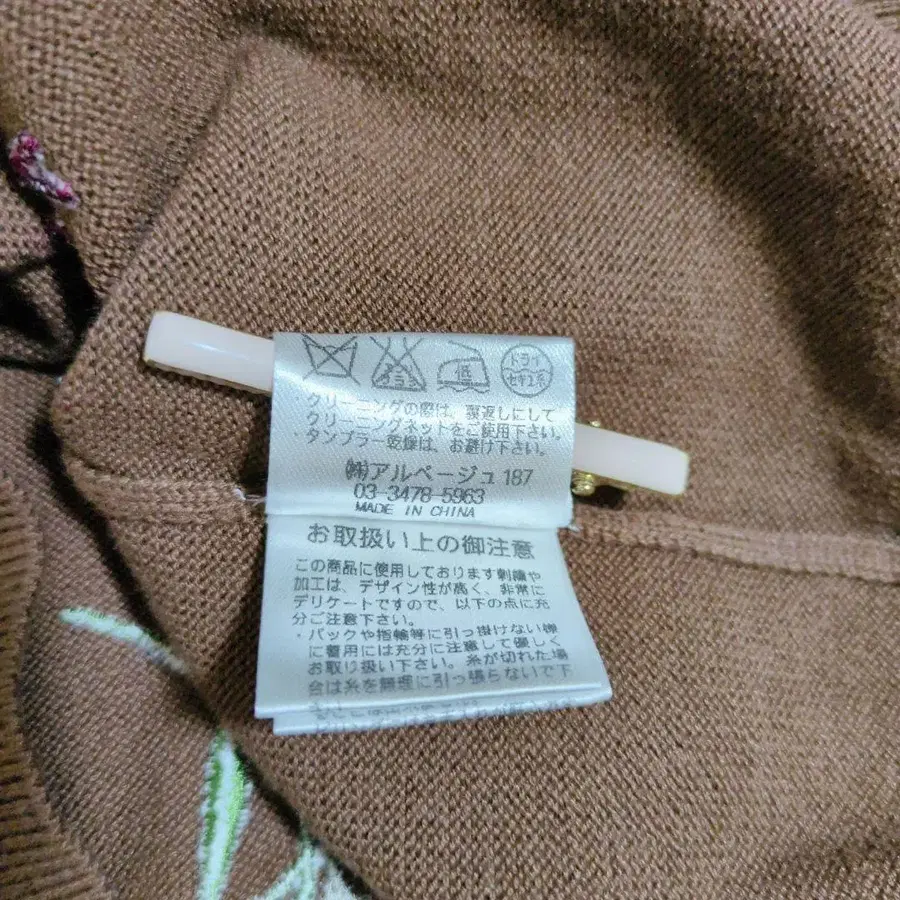 エンソ
サラシ
低
ドライ
セキユ系
・クリーニングの際は、裏返しにして
クリーニングネットをご使用下さい。
・タンブラー乾燥は、お避け下さい。
㈱アルページュ 187
03-3478-5963
MADE IN CHINA
お取扱い上の御注意
この商品に使用しております刺繍や
加工は、デザイン性が高く、非常に
デリケートですので、以下の点に充
分ご注意下さい。
・バックや指輪等に引っ掛けない様
に着用には充分に注意して優しく
お取り扱い下さい。糸が切れた場
合は糸を無理に引っ張らないで下